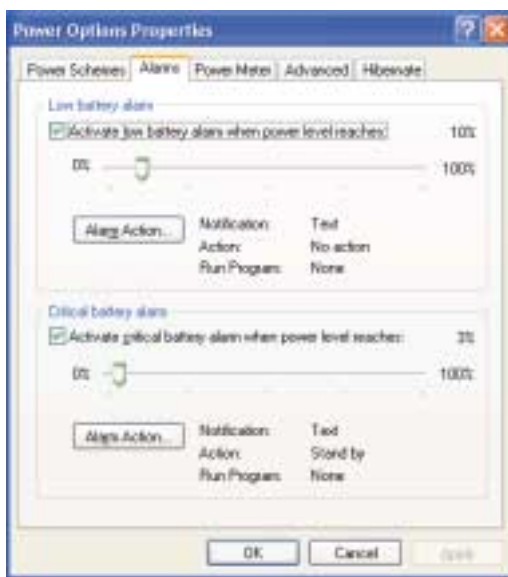 Power Options Properties
Power Schemes Alarms Power Meter Advanced Hibernate
Low battery alarm
Activate low battery alarm when power level reaches: 10%
0% 100%
Alarm Action... Notification: Text
Action: No action
Run Program: None
Critical battery alarm
Activate critical battery alarm when power level reaches: 3%
0% 100%
Alarm Action... Notification: Text
Action: Stand by
Run Program: None
OK Cancel Apply